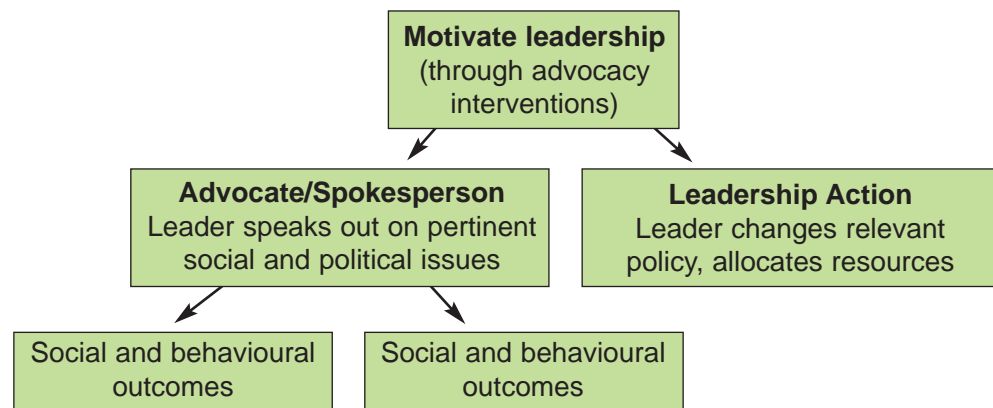 Motivate leadership
(through advocacy
interventions)
Advocate/Spokesperson
Leader speaks out on pertinent
social and political issues
Leadership Action
Leader changes relevant
policy, allocates resources
Social and behavioural
outcomes
Social and behavioural
outcomes